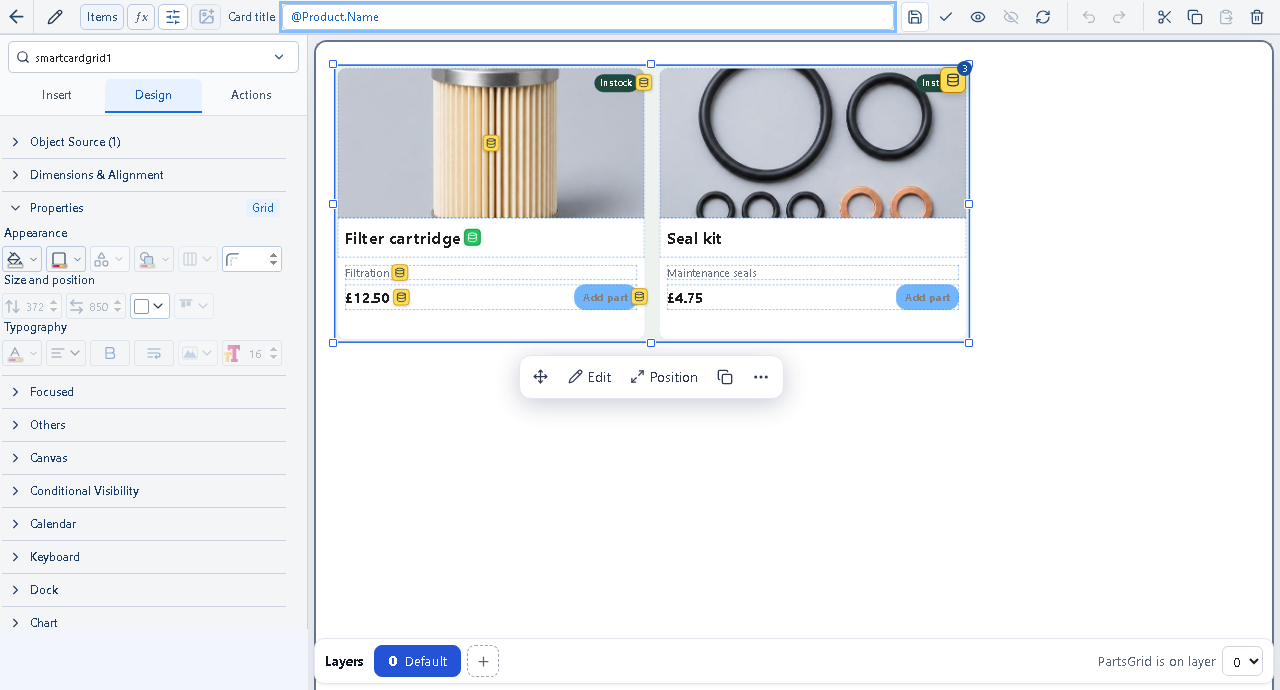 Items fx Card title @Product.Name
smartcardgrid1
Insert Design Actions
Object Source (1)
Dimensions & Alignment
Properties Grid
Appearance
Size and position
372 850
Typography
A B T 16
Focused
Others
Canvas
Conditional Visibility
Calendar
Keyboard
Dock
Chart
In stock
Filter cartridge
Filtration
£12.50 Add part
3
Inst
Seal kit
Maintenance seals
£4.75 Add part
Edit Position
Layers 0 Default + PartsGrid is on layer 0